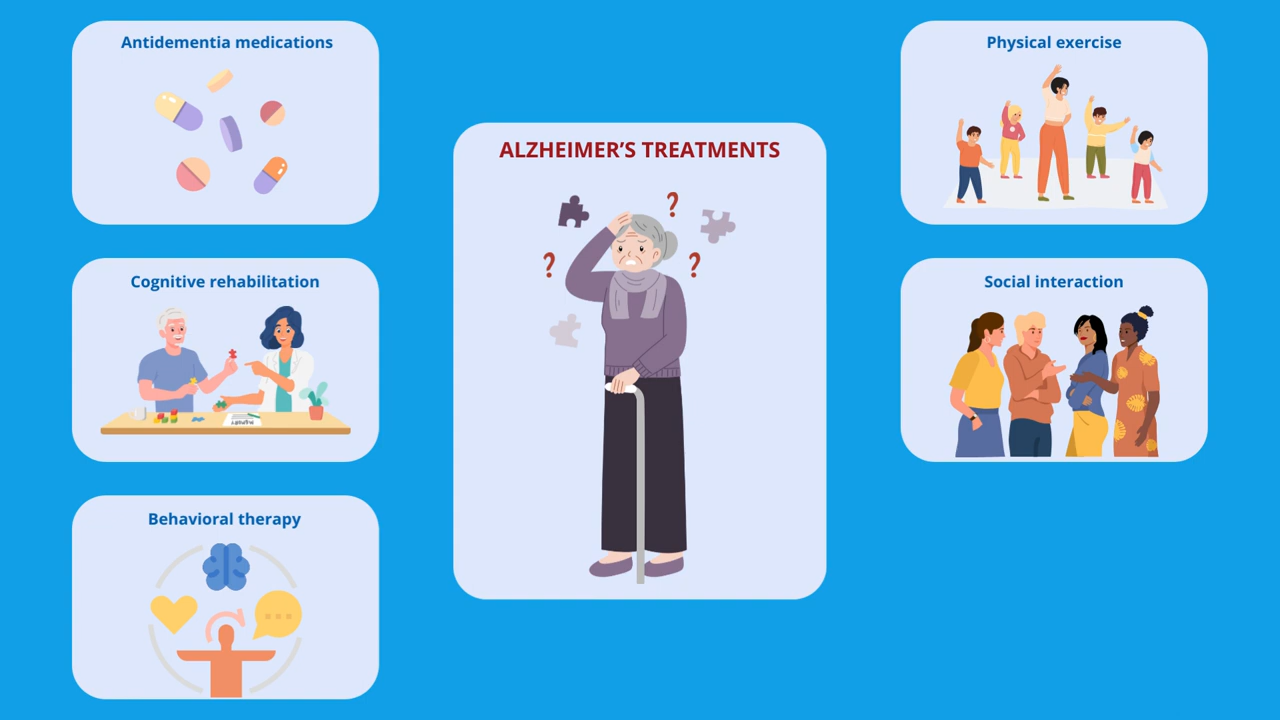 Antidementia medications
Physical exercise
ALZHEIMER'S TREATMENTS
?
?
?
Cognitive rehabilitation
Social interaction
Behavioral therapy